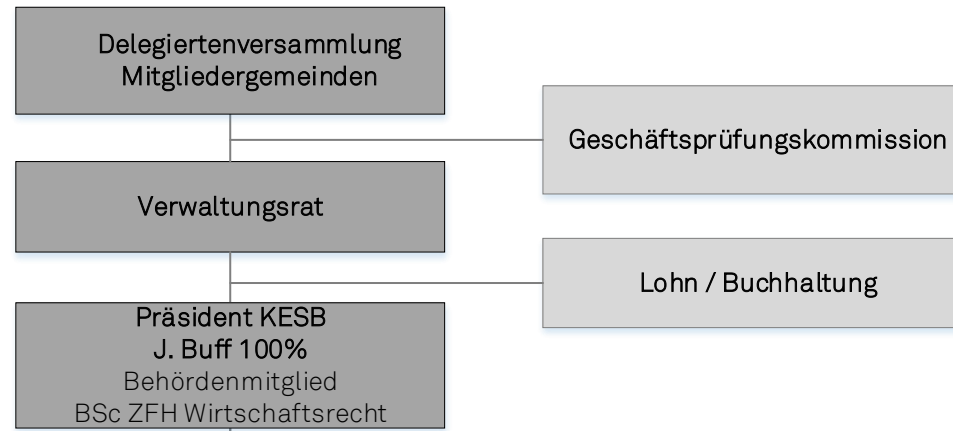 Delegiertenversammlung
Mitgliedergemeinden
Geschäftsprüfungskommission
Verwaltungsrat
Lohn / Buchhaltung
Präsident KESB
J. Buff 100%
Behördenmitglied
BSc ZFH Wirtschaftsrecht